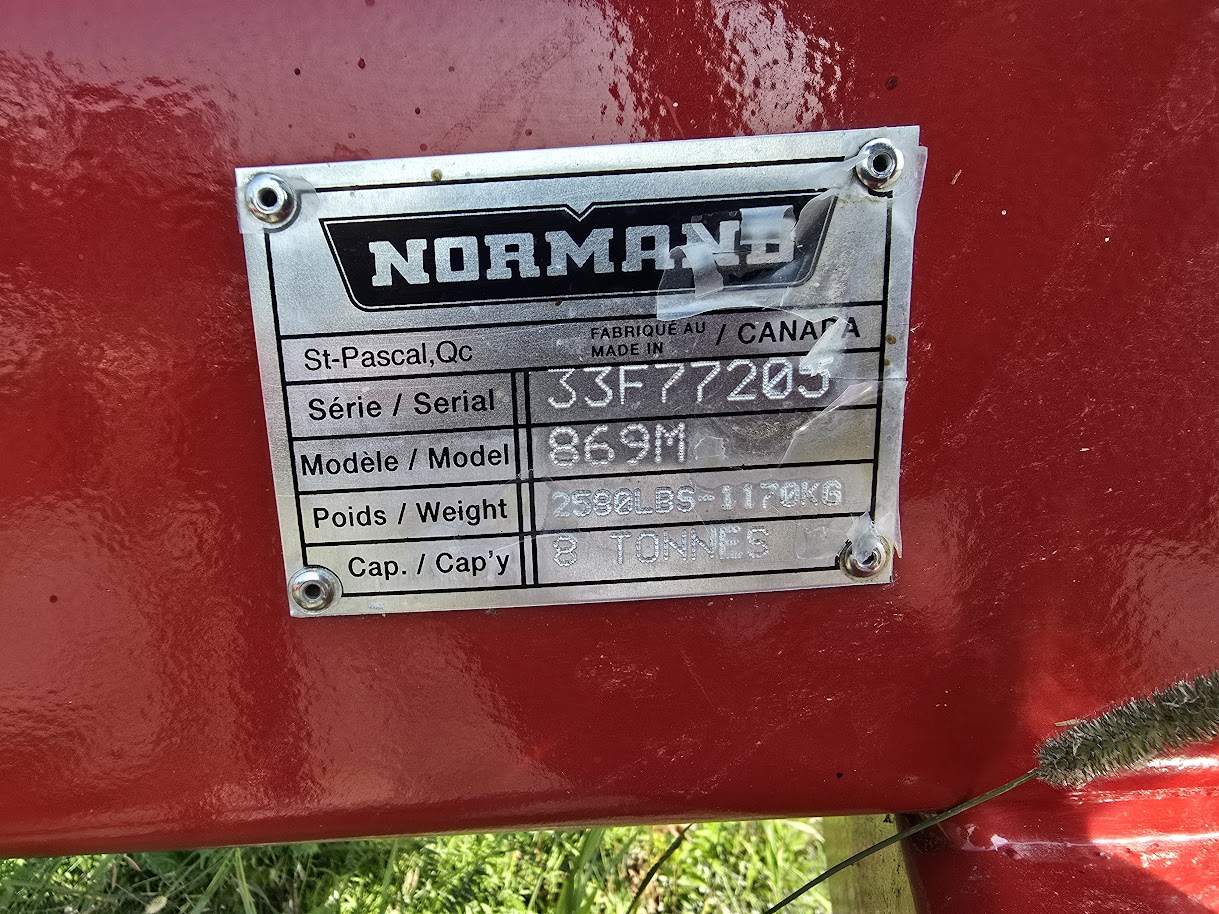 NORMAND
St-Pascal,Qc
FABRIQUÉ AU
MADE IN
/ CANADA
Série / Serial 33F77205
Modèle / Model 869M
Poids / Weight 2580LBS-1170KG
Cap. / Cap'y 8 TONNES